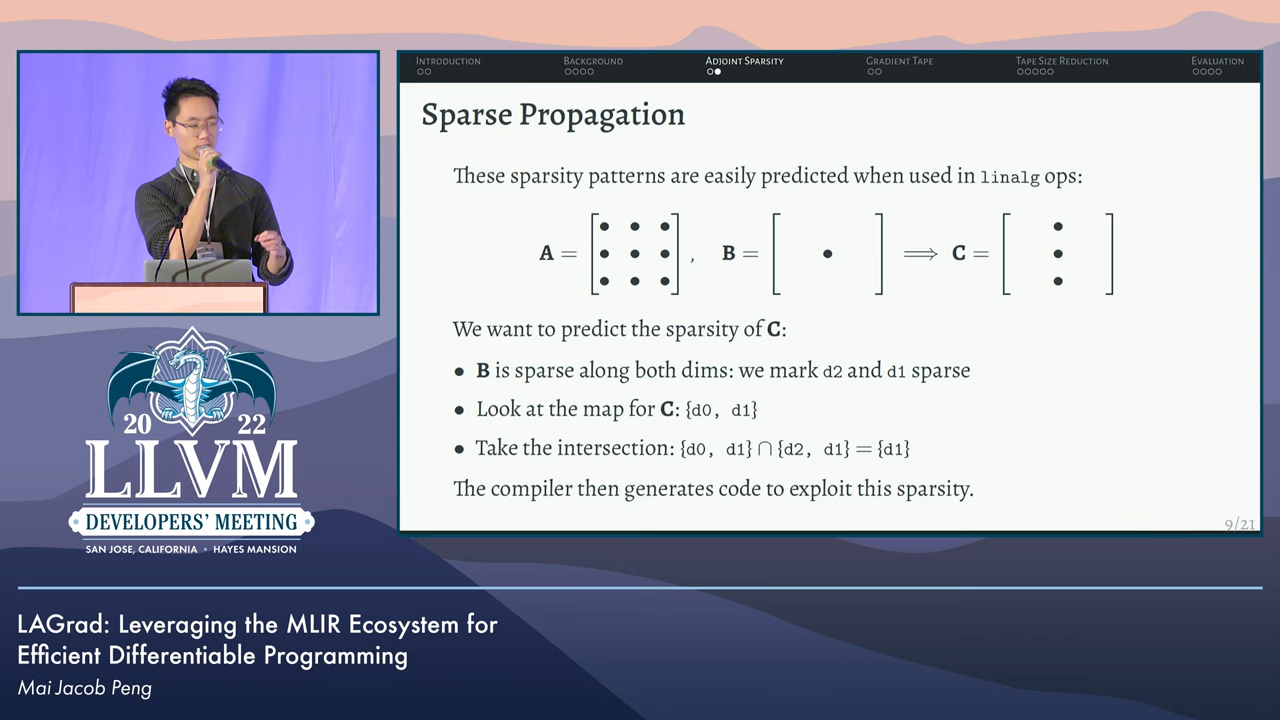 INTRODUCTION
BACKGROUND
ADJOINT SPARSITY
GRADIENT TAPE
TAPE SIZE REDUCTION
EVALUATION
Sparse Propagation
These sparsity patterns are easily predicted when used in linalg ops:
A = [• • • • • • • • •], B = [•] ⟹ C = [• • •]
We want to predict the sparsity of C:
• B is sparse along both dims: we mark d2 and d1 sparse
• Look at the map for C: {d0, d1}
• Take the intersection: {d0, d1} ∩ {d2, d1} = {d1}
The compiler then generates code to exploit this sparsity.
9/21
20 22
LLVM
DEVELOPERS' MEETING
SAN JOSE, CALIFORNIA • HAYES MANSION
LAGrad: Leveraging the MLIR Ecosystem for
Efficient Differentiable Programming
Mai Jacob Peng